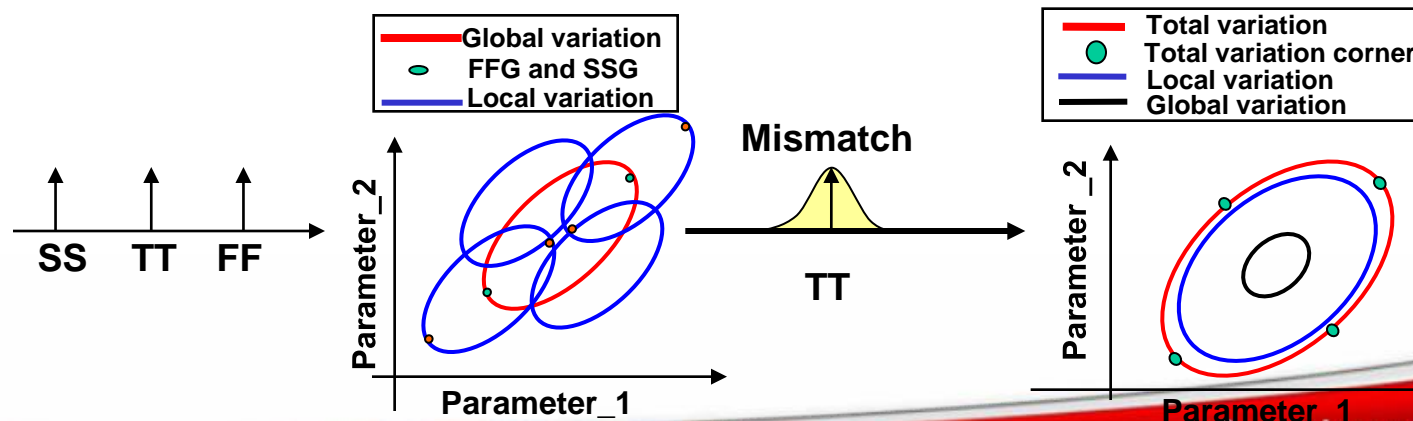 Global variation
FFG and SSG
Local variation
Total variation
Total variation corner
Local variation
Global variation
SS TT FF
Parameter_2
Parameter_1
Mismatch
TT
Parameter_2
Parameter_1